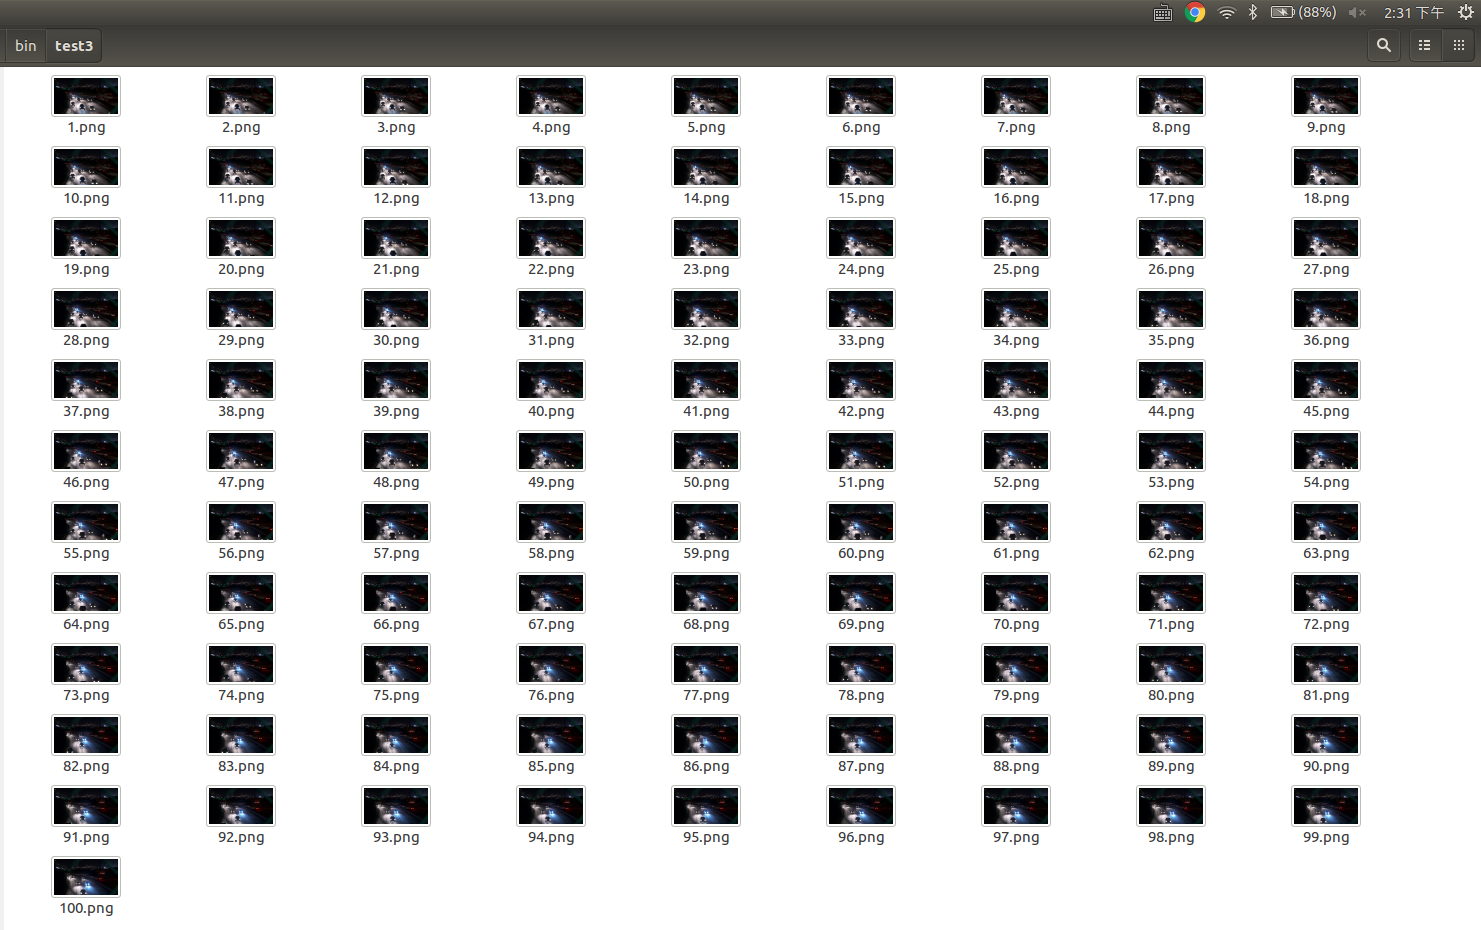 (88%) 2:31 下午
bin test3
1.png 2.png 3.png 4.png 5.png 6.png 7.png 8.png 9.png
10.png 11.png 12.png 13.png 14.png 15.png 16.png 17.png 18.png
19.png 20.png 21.png 22.png 23.png 24.png 25.png 26.png 27.png
28.png 29.png 30.png 31.png 32.png 33.png 34.png 35.png 36.png
37.png 38.png 39.png 40.png 41.png 42.png 43.png 44.png 45.png
46.png 47.png 48.png 49.png 50.png 51.png 52.png 53.png 54.png
55.png 56.png 57.png 58.png 59.png 60.png 61.png 62.png 63.png
64.png 65.png 66.png 67.png 68.png 69.png 70.png 71.png 72.png
73.png 74.png 75.png 76.png 77.png 78.png 79.png 80.png 81.png
82.png 83.png 84.png 85.png 86.png 87.png 88.png 89.png 90.png
91.png 92.png 93.png 94.png 95.png 96.png 97.png 98.png 99.png
100.png